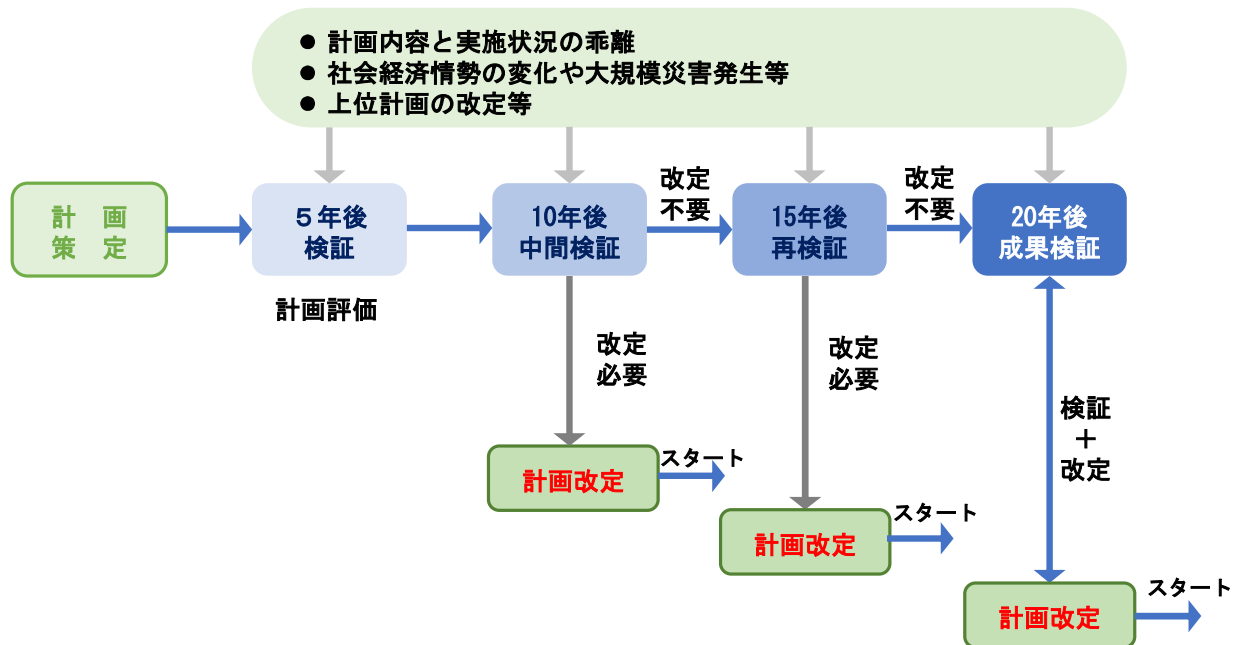 ● 計画内容と実施状況の乖離
● 社会経済情勢の変化や大規模災害発生等
● 上位計画の改定等
計　画
策　定
５年後
検証
計画評価
10年後
中間検証
改定
不要
15年後
再検証
改定
不要
20年後
成果検証
改定
必要
改定
必要
検証
＋
改定
計画改定
スタート
計画改定
スタート
計画改定
スタート